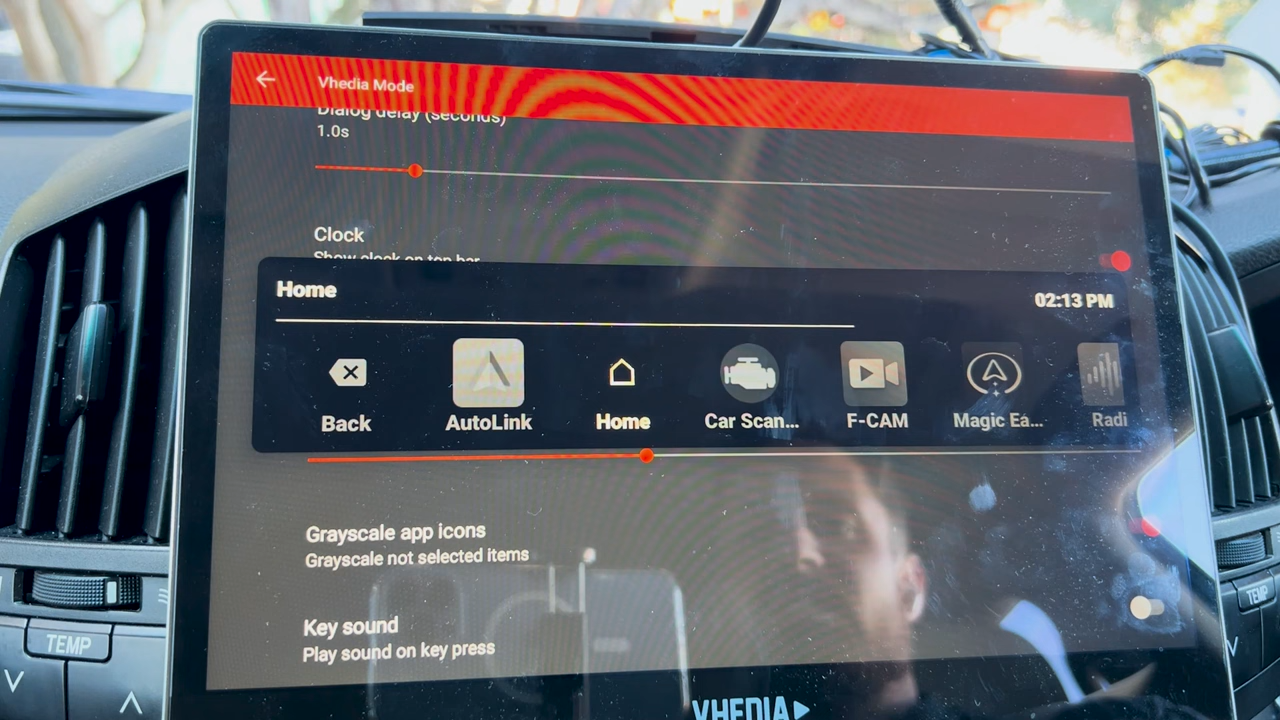 Vhedia Mode
Dialog delay (seconds)
1.0s
Clock
Show clock on top bar
Home
02:13 PM
Back
AutoLink
Home
Car Scan...
F-CAM
Magic Ea...
Radi
Grayscale app icons
Grayscale not selected items
Key sound
Play sound on key press
VHEDIA
TEMP
TEMP